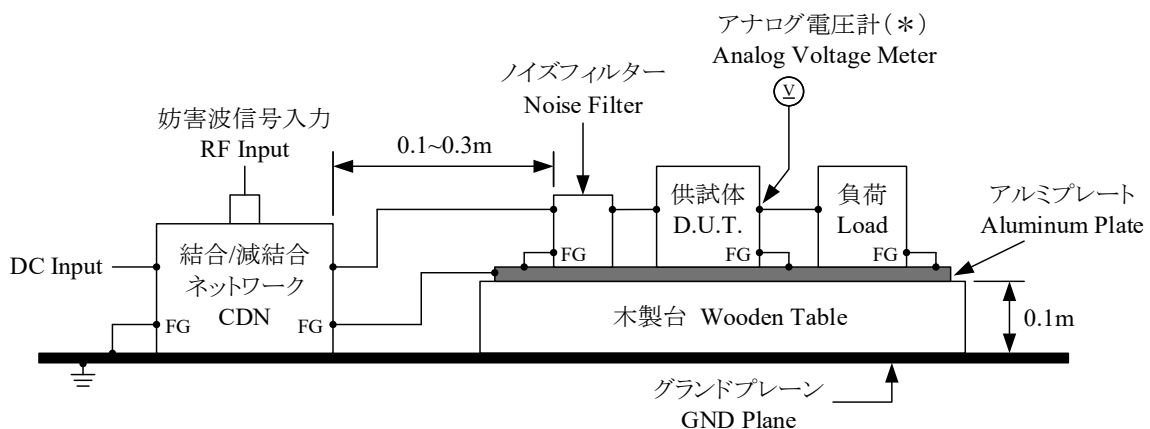 アナログ電圧計(＊)
Analog Voltage Meter
V
ノイズフィルター
Noise Filter
妨害波信号入力
RF Input
0.1~0.3m
供試体
D.U.T.
FG
負荷
Load
FG
FG
アルミプレート
Aluminum Plate
DC Input
結合/減結合
ネットワーク
CDN
FG
FG
木製台 Wooden Table
0.1m
グランドプレーン
GND Plane